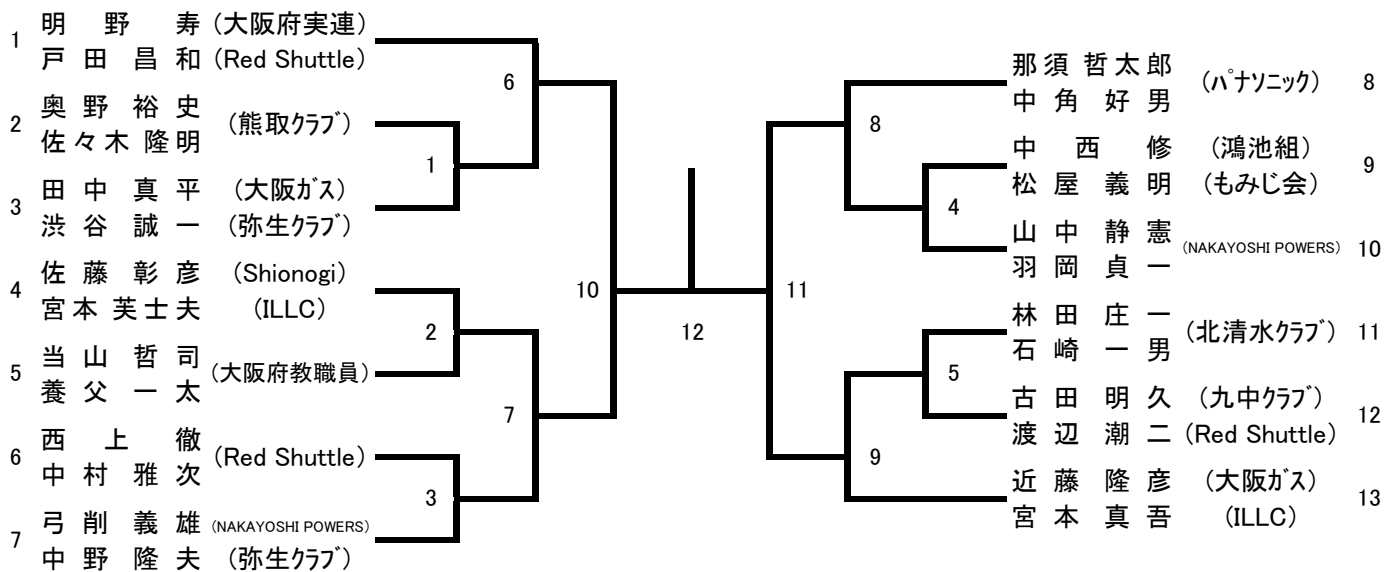 1 明野 寿 (大阪府実連)
戸田昌和 (Red Shuttle)
2 奥野裕史 (熊取クラブ)
佐々木隆明
3 田中真平 (大阪ガス)
渋谷誠一 (弥生クラブ)
4 佐藤彰彦 (Shionogi)
宮本芙士夫 (ILLC)
5 当山哲司 (大阪府教職員)
養父一太
6 西上 徹 (Red Shuttle)
中村雅次
7 弓削義雄 (NAKAYOSHI POWERS)
中野隆夫 (弥生クラブ)
6
1
2
7
3
10
12
11
8
4
5
9
那須哲太郎 (パナソニック) 8
中角好男
中西 修 (鴻池組) 9
松屋義明 (もみじ会)
山中静憲 (NAKAYOSHI POWERS) 10
羽岡貞一
林田庄一 (北清水クラブ) 11
石崎一男
古田明久 (九中クラブ) 12
渡辺潮二 (Red Shuttle)
近藤隆彦 (大阪ガス) 13
宮本真吾 (ILLC)